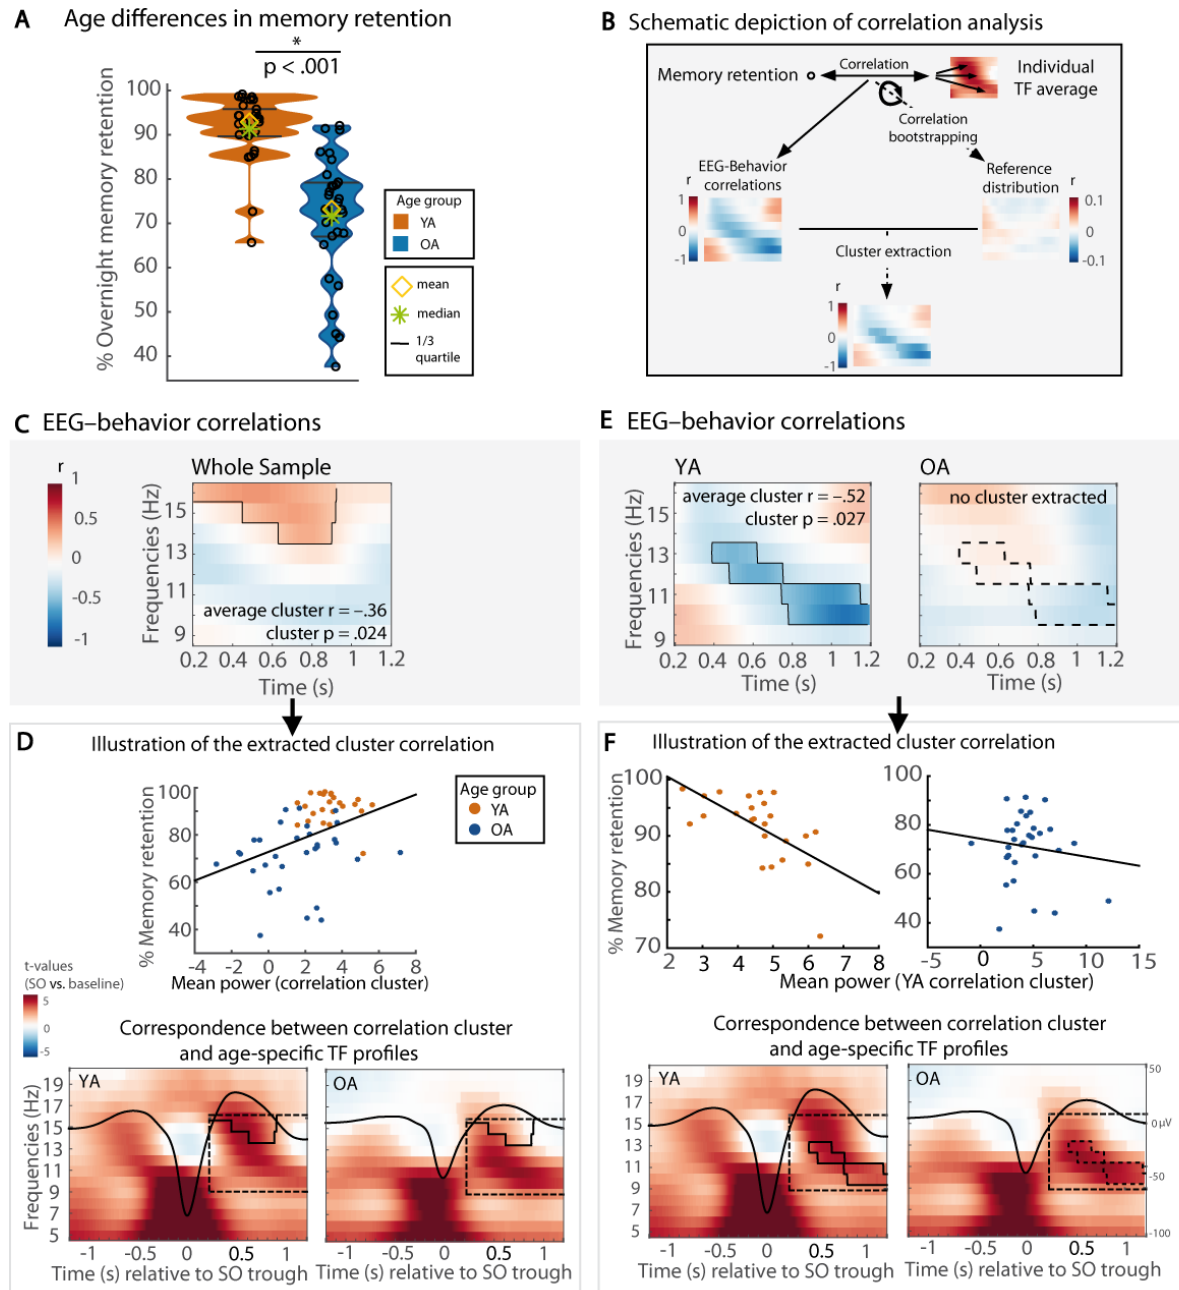 A Age differences in memory retention
*
p < .001
% Overnight memory retention
100
90
80
70
60
50
40
Age group
YA
OA
mean
median
1/3
quartile
B Schematic depiction of correlation analysis
Memory retention
Correlation
Individual
TF average
Correlation
bootstrapping
EEG-Behavior
correlations
Reference
distribution
r
1
0
-1
r
0.1
0
-0.1
Cluster extraction
r
1
0
-1
C EEG–behavior correlations
r
1
0.5
0
-0.5
-1
Whole Sample
Frequencies (Hz)
15
13
11
9
average cluster r = –.36
cluster p = .024
0.2 0.4 0.6 0.8 1 1.2
Time (s)
E EEG–behavior correlations
YA
average cluster r = –.52
cluster p = .027
Frequencies (Hz)
15
13
11
9
0.2 0.4 0.6 0.8 1 1.2
Time (s)
OA
no cluster extracted
0.2 0.4 0.6 0.8 1 1.2
Time (s)
D Illustration of the extracted cluster correlation
% Memory retention
100
80
60
40
-4 -2 0 2 4 6 8
Mean power (correlation cluster)
Age group
YA
OA
t-values
(SO vs. baseline)
5
0
-5
Correspondence between correlation cluster
and age-specific TF profiles
Frequencies (Hz)
19
17
15
13
11
9
7
5
YA
OA
-1 -0.5 0 0.5 1
-1 -0.5 0 0.5 1
Time (s) relative to SO trough
Time (s) relative to SO trough
F Illustration of the extracted cluster correlation
% Memory retention
100
90
80
70
2 3 4 5 6 7 8
100
80
60
40
-5 0 5 10 15
Mean power (YA correlation cluster)
Correspondence between correlation cluster
and age-specific TF profiles
19
17
15
13
11
9
7
5
YA
OA
50
0 µV
-50
-100
-1 -0.5 0 0.5 1
-1 -0.5 0 0.5 1
Time (s) relative to SO trough
Time (s) relative to SO trough